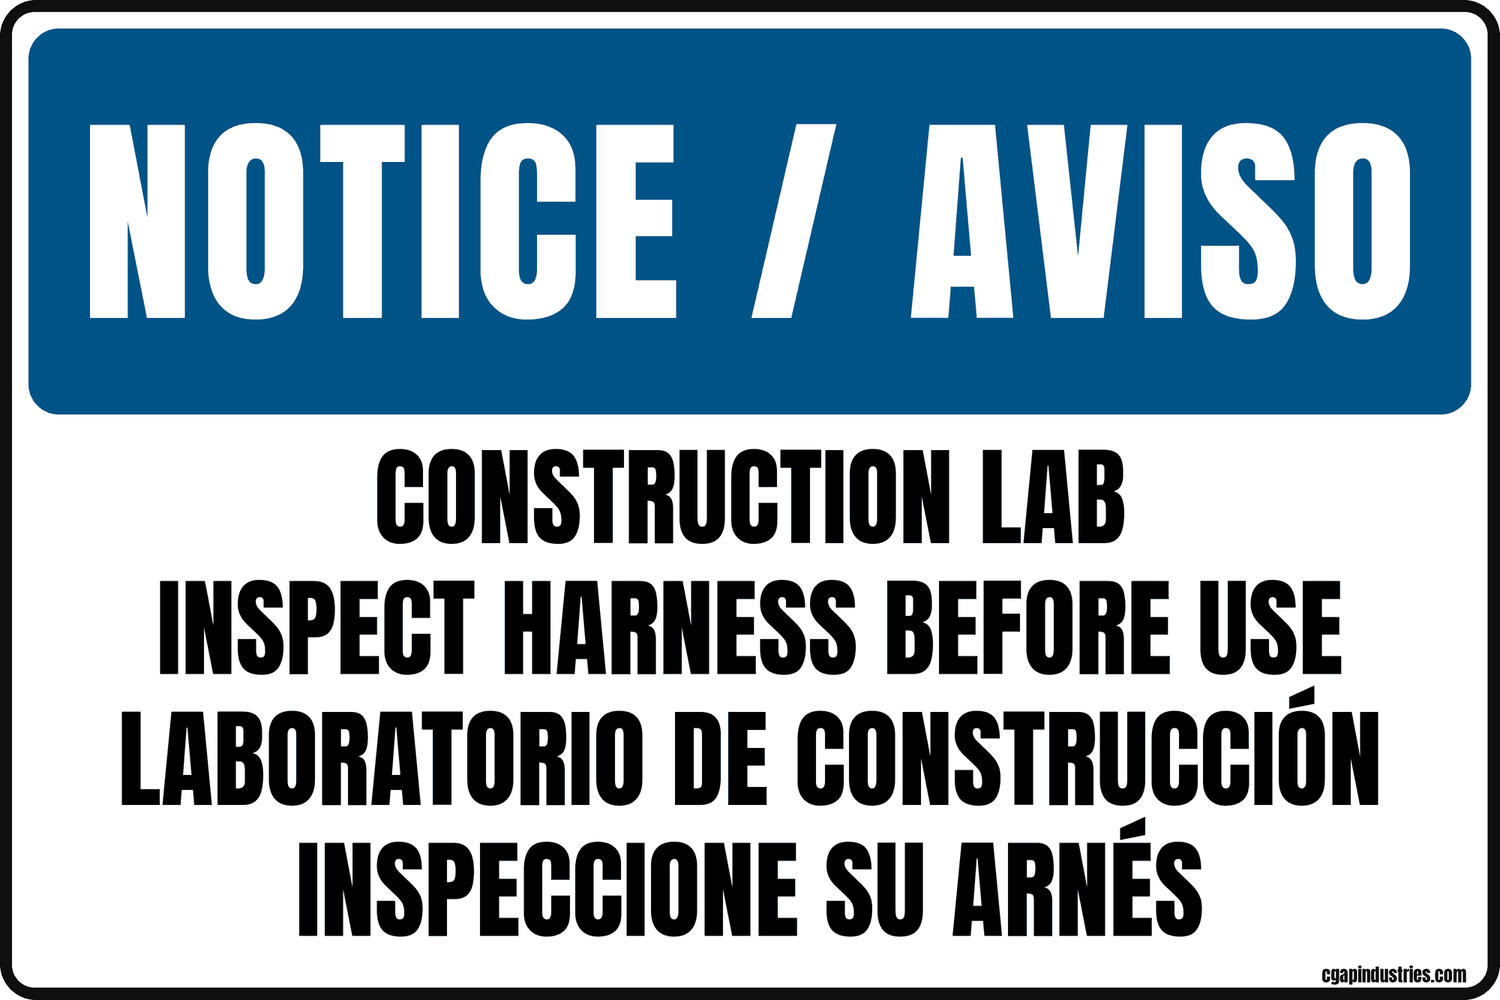 NOTICE / AVISO
CONSTRUCTION LAB
INSPECT HARNESS BEFORE USE
LABORATORIO DE CONSTRUCCIÓN
INSPECCIONE SU ARNÉS
cgapindustries.com